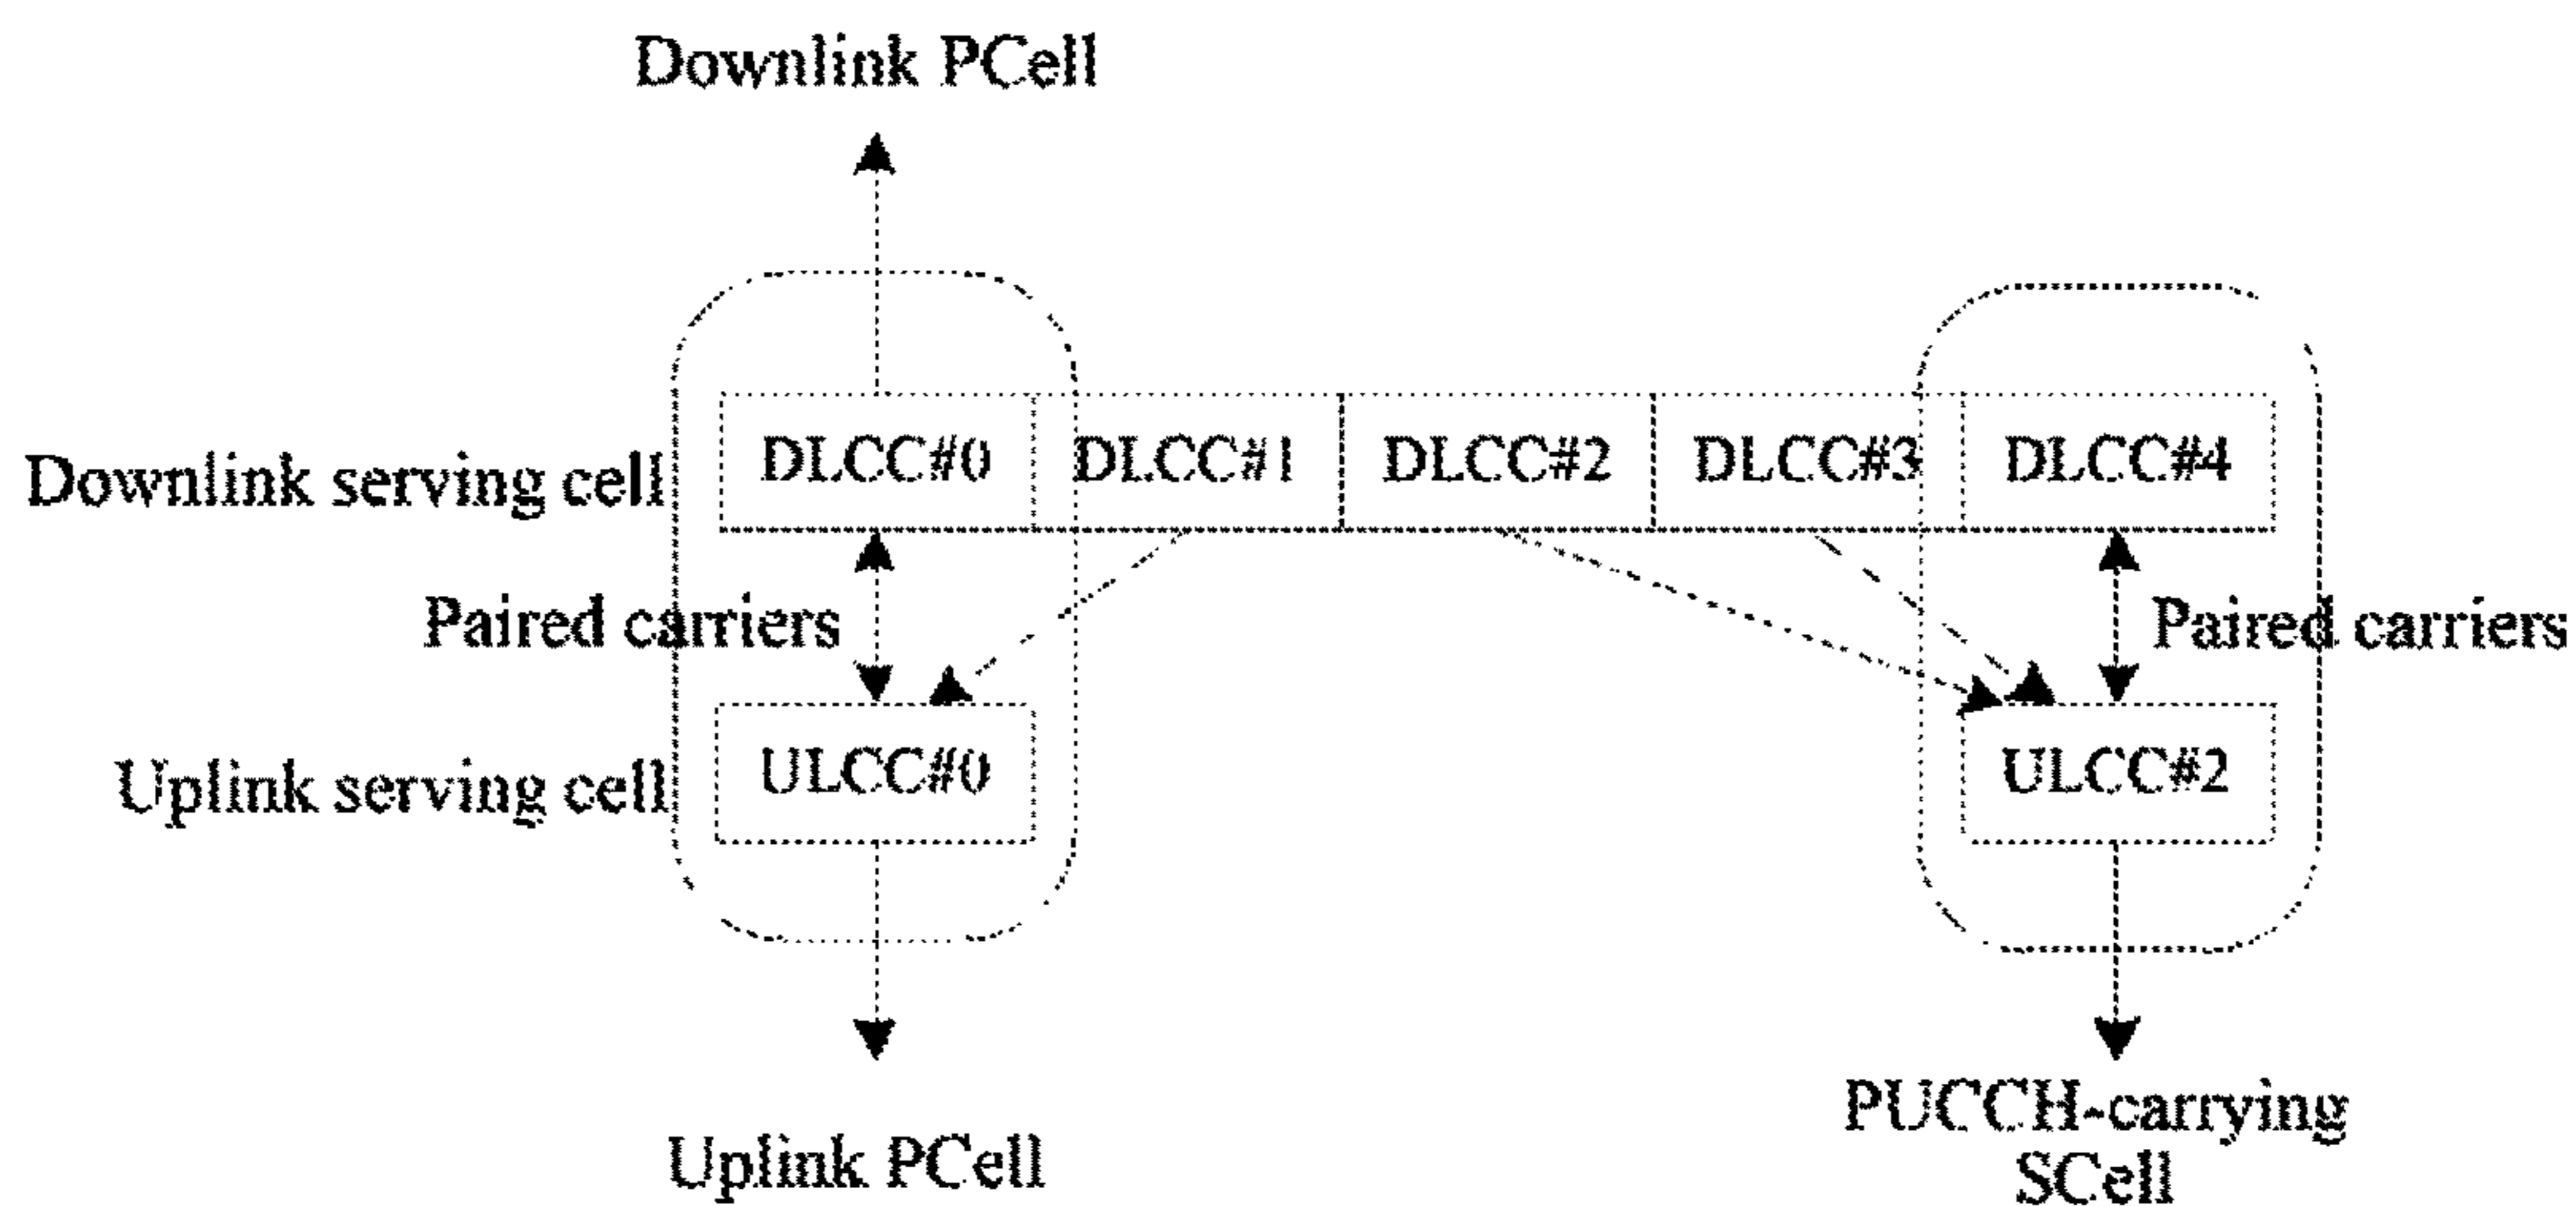 Downlink PCell
Downlink serving cell
DLCC#0 DLCC#1 DLCC#2 DLCC#3 DLCC#4
Paired carriers
Paired carriers
Uplink serving cell
ULCC#0
ULCC#2
Uplink PCell
PUCCH-carrying
SCell